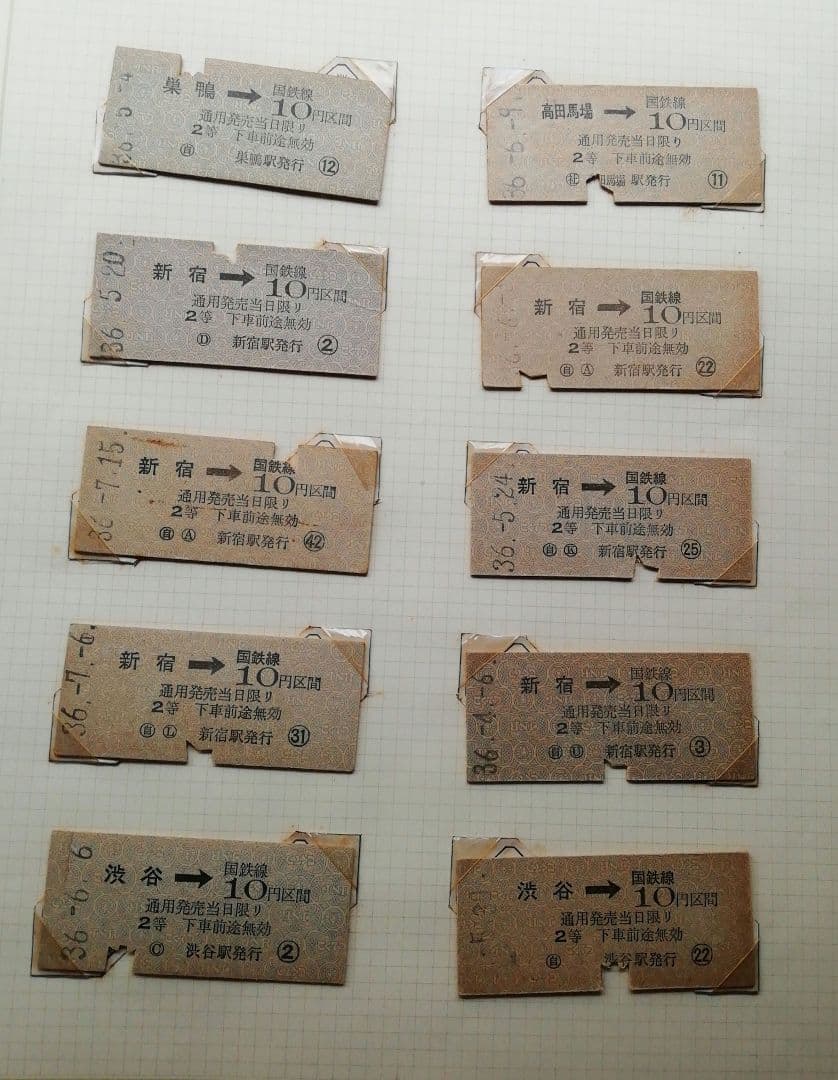 36.-5.-4
巣鴨 → 国鉄線
10円区間
通用発売当日限り
2等 下車前途無効
㊂ 巣鴨駅発行 ⑫
36.-6.-9.
高田馬場 → 国鉄線
10円区間
通用発売当日限り
2等 下車前途無効
田馬場駅発行 ⑪
36.-5.20.
新宿 → 国鉄線
10円区間
通用発売当日限り
2等 下車前途無効
Ⓓ 新宿駅発行 ②
新宿 → 国鉄線
10円区間
通用発売当日限り
2等 下車前途無効
自 Ⓐ 新宿駅発行 ㉒
36.-7.15.
新宿 → 国鉄線
10円区間
通用発売当日限り
2等 下車前途無効
自 Ⓐ 新宿駅発行 ㊷
36.-5.24.
新宿 → 国鉄線
10円区間
通用発売当日限り
2等 下車前途無効
自 新宿駅発行 ㉕
36.-7.-6.
新宿 → 国鉄線
10円区間
通用発売当日限り
2等 下車前途無効
自 Ⓛ 新宿駅発行 ㉛
36.-4.-6.
新宿 → 国鉄線
10円区間
通用発売当日限り
2等 下車前途無効
自 Ⓤ 新宿駅発行 ③
36.-6.-6
渋谷 → 国鉄線
10円区間
通用発売当日限り
2等 下車前途無効
Ⓒ 渋谷駅発行 ②
渋谷 → 国鉄線
10円区間
通用発売当日限り
2等 下車前途無効
自 渋谷駅発行 ㉒